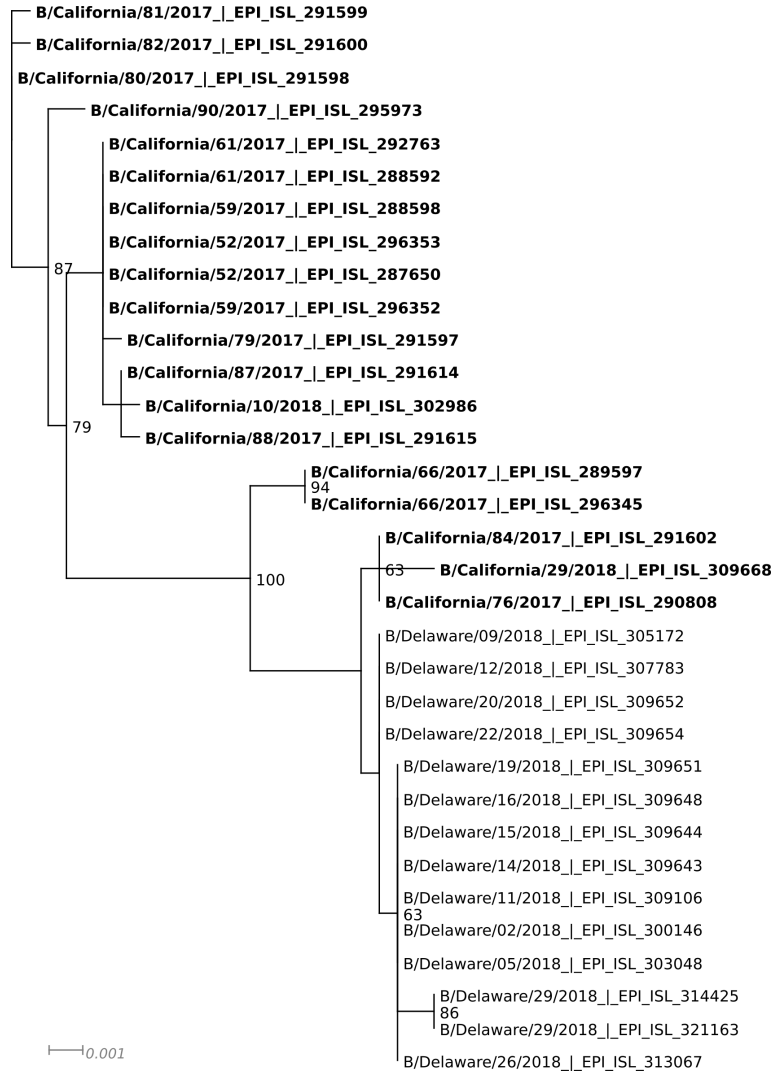 B/California/81/2017_|_EPI_ISL_291599
B/California/82/2017_|_EPI_ISL_291600
B/California/80/2017_|_EPI_ISL_291598
B/California/90/2017_|_EPI_ISL_295973
B/California/61/2017_|_EPI_ISL_292763
B/California/61/2017_|_EPI_ISL_288592
B/California/59/2017_|_EPI_ISL_288598
B/California/52/2017_|_EPI_ISL_296353
87
B/California/52/2017_|_EPI_ISL_287650
B/California/59/2017_|_EPI_ISL_296352
B/California/79/2017_|_EPI_ISL_291597
B/California/87/2017_|_EPI_ISL_291614
B/California/10/2018_|_EPI_ISL_302986
79
B/California/88/2017_|_EPI_ISL_291615
B/California/66/2017_|_EPI_ISL_289597
94
B/California/66/2017_|_EPI_ISL_296345
B/California/84/2017_|_EPI_ISL_291602
63
B/California/29/2018_|_EPI_ISL_309668
100
B/California/76/2017_|_EPI_ISL_290808
B/Delaware/09/2018_|_EPI_ISL_305172
B/Delaware/12/2018_|_EPI_ISL_307783
B/Delaware/20/2018_|_EPI_ISL_309652
B/Delaware/22/2018_|_EPI_ISL_309654
B/Delaware/19/2018_|_EPI_ISL_309651
B/Delaware/16/2018_|_EPI_ISL_309648
B/Delaware/15/2018_|_EPI_ISL_309644
B/Delaware/14/2018_|_EPI_ISL_309643
B/Delaware/11/2018_|_EPI_ISL_309106
63
B/Delaware/02/2018_|_EPI_ISL_300146
B/Delaware/05/2018_|_EPI_ISL_303048
B/Delaware/29/2018_|_EPI_ISL_314425
86
B/Delaware/29/2018_|_EPI_ISL_321163
0.001
B/Delaware/26/2018_|_EPI_ISL_313067